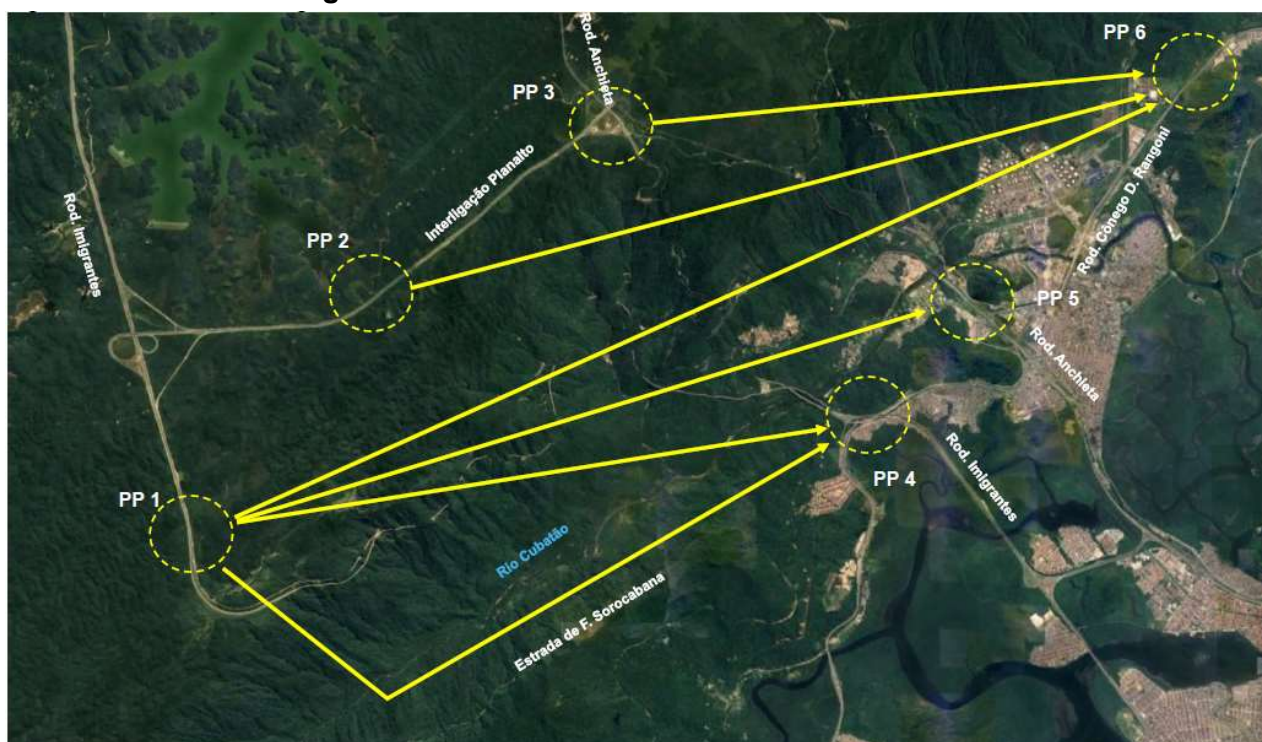 Rod. Anchieta
PP 6
PP 3
Rod. Imigrantes
Interligação Planalto
Rod. Cônego D. Rangoni
PP 2
PP 5
Rod. Anchieta
PP 1
PP 4
Rod. Imigrantes
Rio Cubatão
Estrada de F. Sorocabana